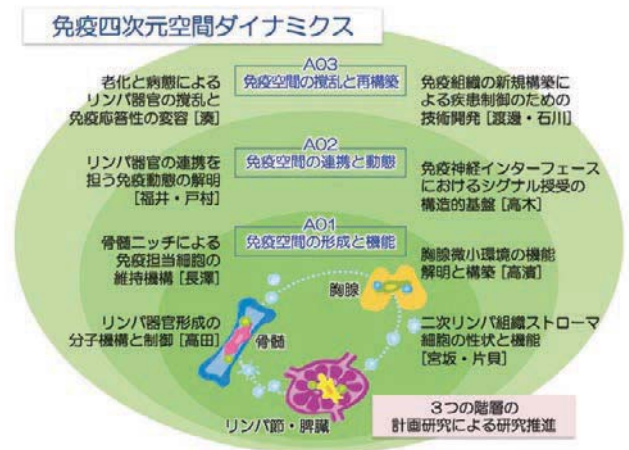 免疫四次元空間ダイナミクス
A03
免疫空間の撹乱と再構築
老化と病態による
リンパ器官の撹乱と
免疫応答性の変容 [湊]
免疫組織の新規構築に
よる疾患制御のための
技術開発 [渡邊・石川]
A02
免疫空間の連携と動態
リンパ器官の連携を
担う免疫動態の解明
[福井・戸村]
免疫神経インターフェース
におけるシグナル授受の
構造的基盤 [高木]
A01
免疫空間の形成と機能
骨髄ニッチによる
免疫担当細胞の
維持機構 [長澤]
胸腺微小環境の機能
解明と構築 [高濱]
リンパ器官形成の
分子機構と制御 [高田]
二次リンパ組織ストローマ
細胞の性状と機能
[宮坂・片貝]
胸腺
骨髄
リンパ節・脾臓
3つの階層の
計画研究による研究推進